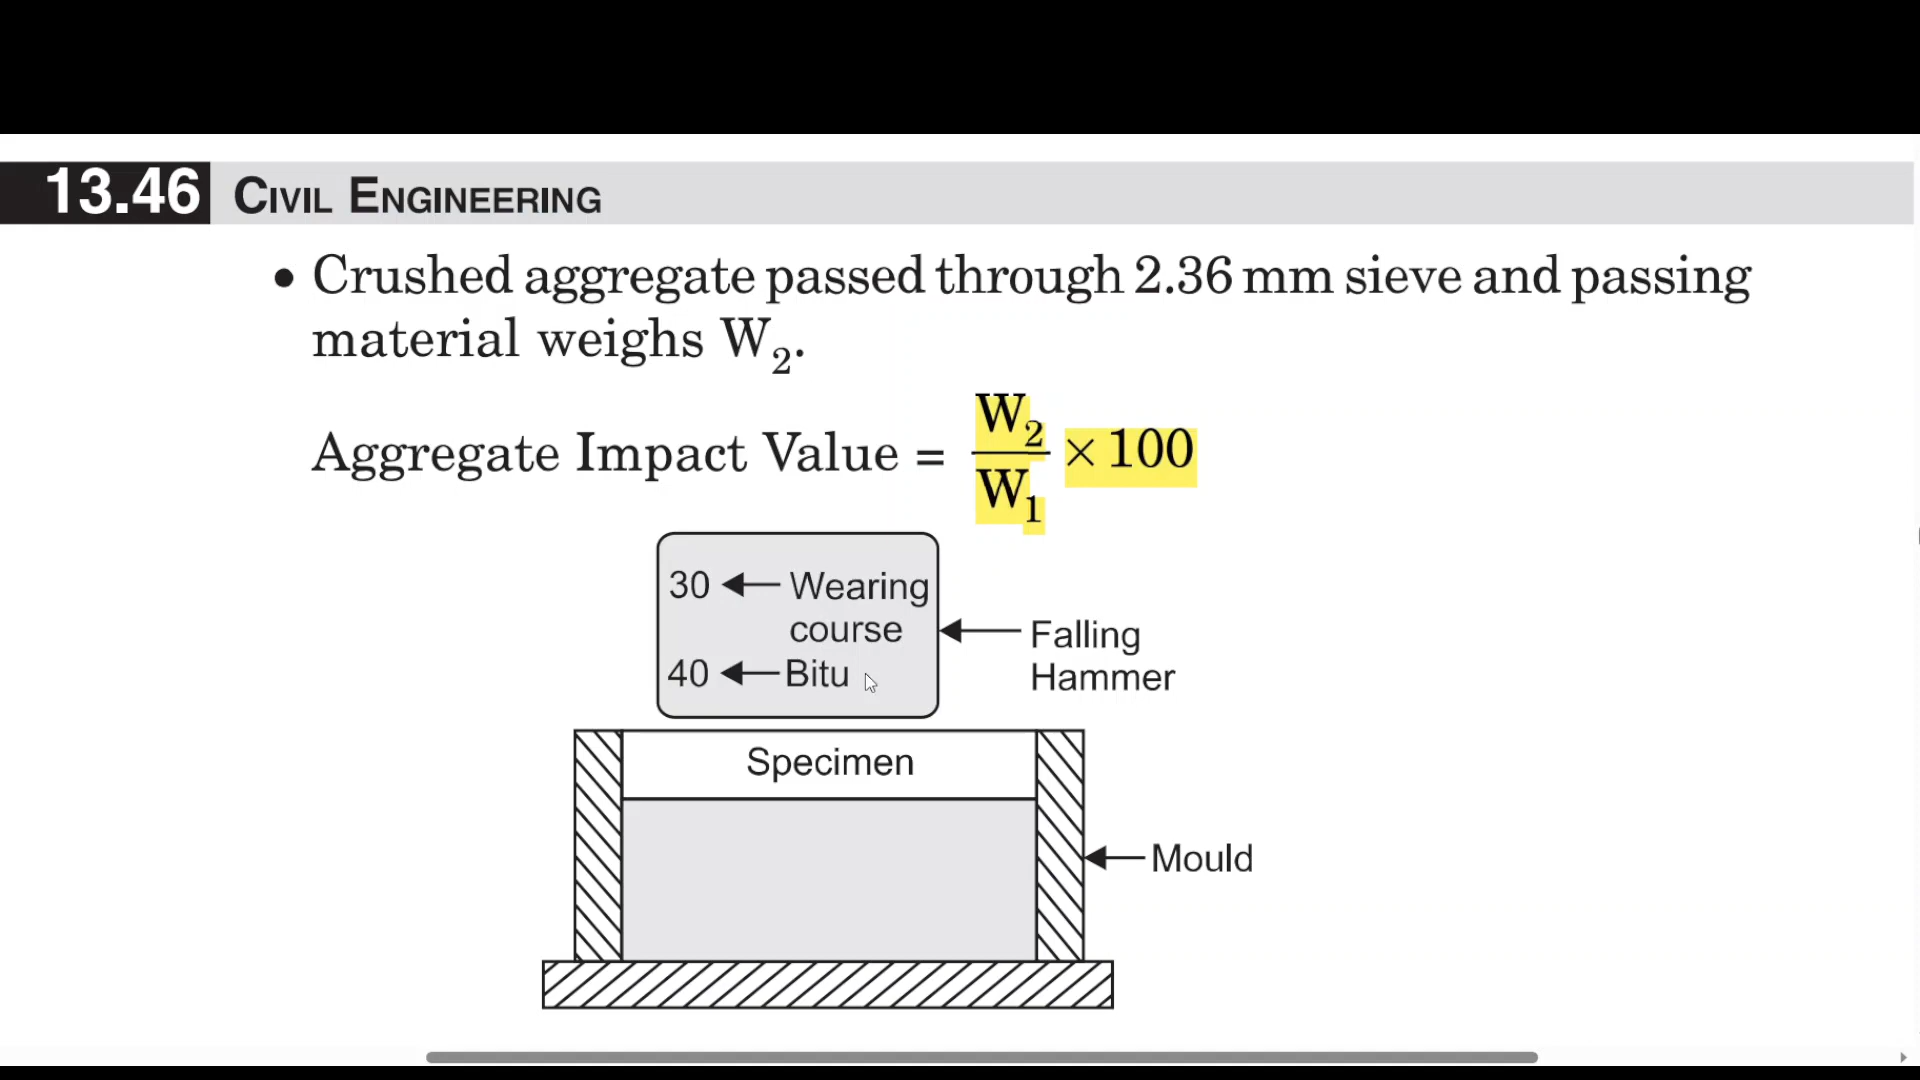 13.46 CIVIL ENGINEERING
• Crushed aggregate passed through 2.36 mm sieve and passing
material weighs W₂.
Aggregate Impact Value = W₂/W₁ × 100
30 ← Wearing
course
40 ← Bitu
Falling
Hammer
Specimen
Mould